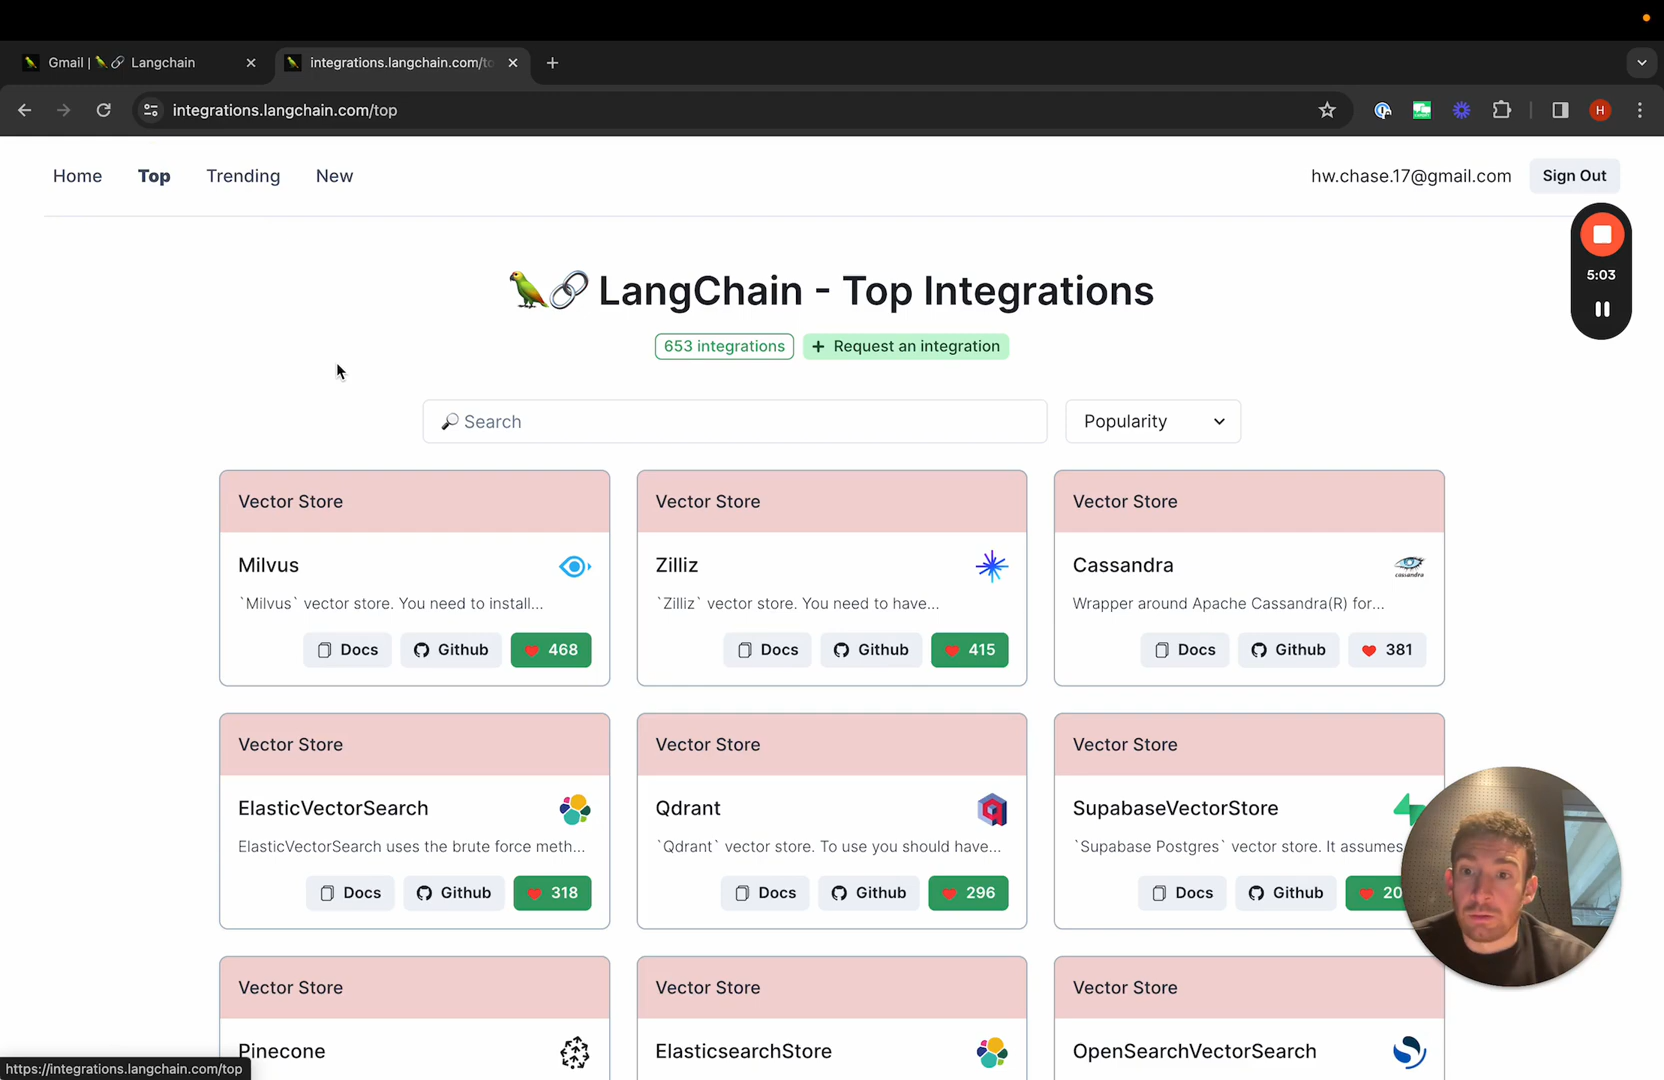 Gmail | 🦜🔗 Langchain
integrations.langchain.com/to
integrations.langchain.com/top
H
Home Top Trending New
hw.chase.17@gmail.com Sign Out
5:03
🦜🔗 LangChain - Top Integrations
653 integrations + Request an integration
🔎 Search Popularity
Vector Store Vector Store Vector Store
Milvus Zilliz Cassandra
cassandra
`Milvus` vector store. You need to install... `Zilliz` vector store. You need to have... Wrapper around Apache Cassandra(R) for...
Docs Github ❤️ 468 Docs Github ❤️ 415 Docs Github ❤️ 381
Vector Store Vector Store Vector Store
ElasticVectorSearch Qdrant SupabaseVectorStore
ElasticVectorSearch uses the brute force meth... `Qdrant` vector store. To use you should have... `Supabase Postgres` vector store. It assumes
Docs Github ❤️ 318 Docs Github ❤️ 296 Docs Github ❤️ 20
Vector Store Vector Store Vector Store
Pinecone ElasticsearchStore OpenSearchVectorSearch
https://integrations.langchain.com/top